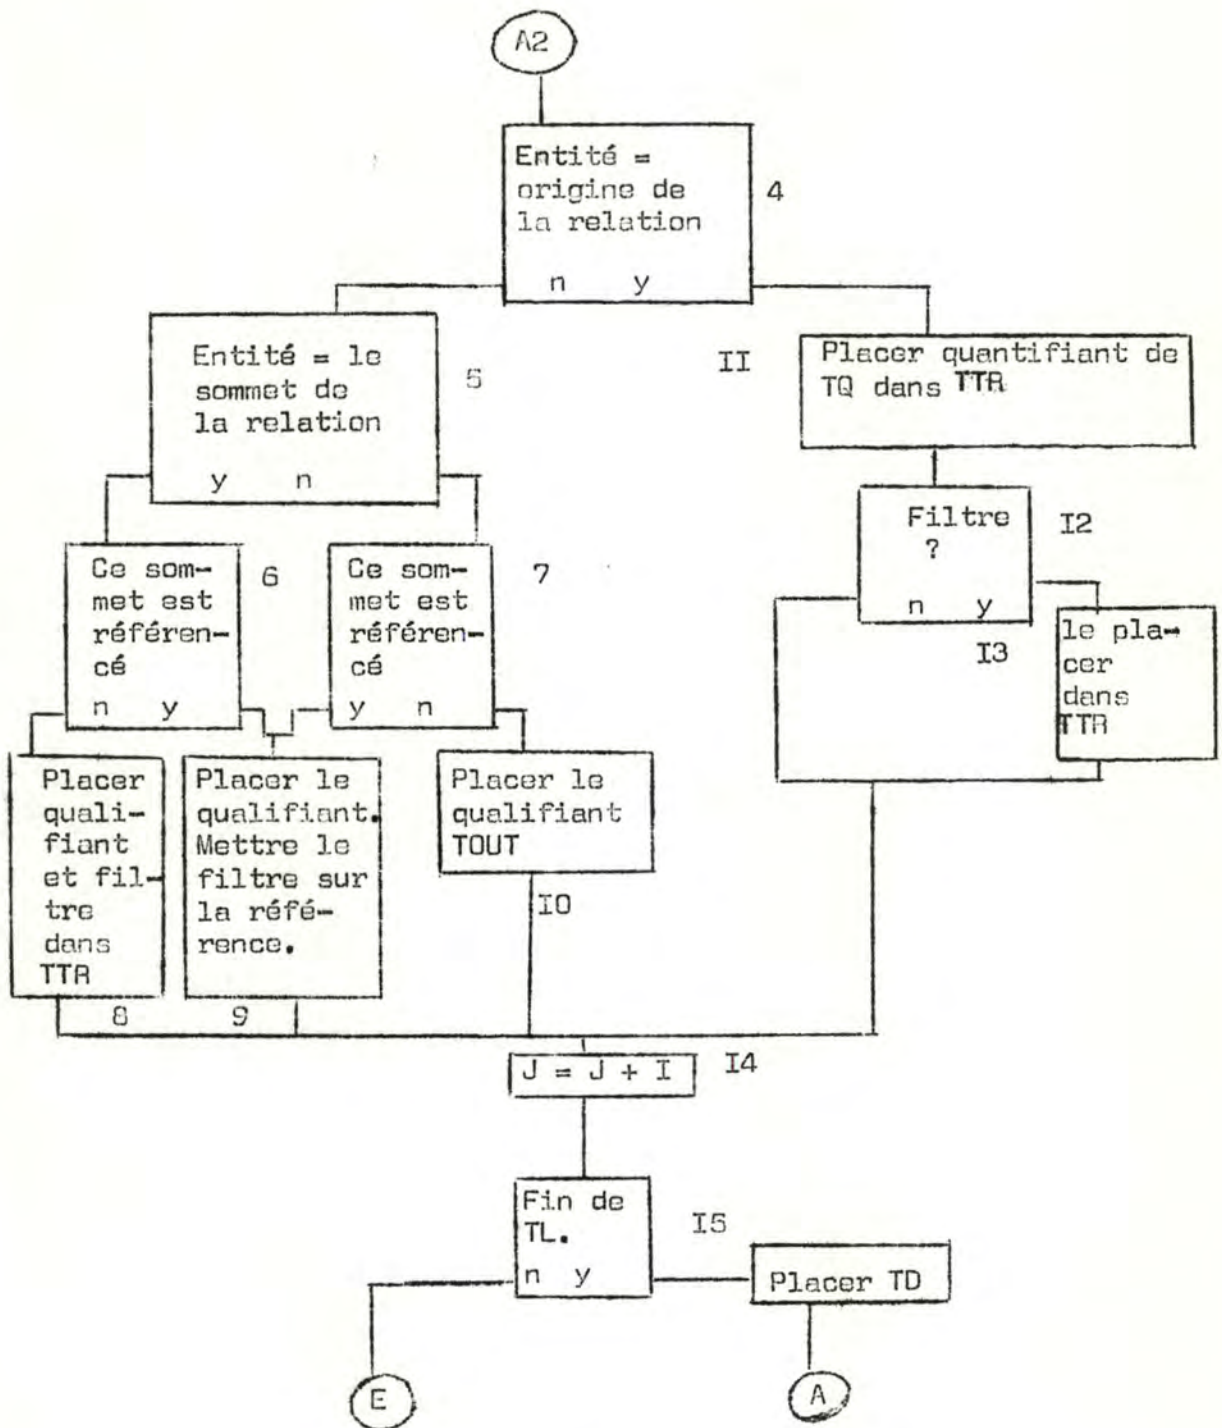 A2
Entité =
origine de
la relation
n y
4
Entité = le
sommet de
la relation
y n
5
II
Placer quantifiant de
TQ dans TTR
Filtre
?
n y
I2
I3
le pla-
cer
dans
TTR
Ce som-
met est
référen-
cé
n y
6
Ce som-
met est
référen-
cé
y n
7
Placer
quali-
fiant
et fil-
tre
dans
TTR
8
Placer le
qualifiant.
Mettre le
filtre sur
la réfé-
rence.
9
Placer le
qualifiant
TOUT
IO
J = J + I
I4
Fin de
TL.
n y
I5
Placer TD
E
A